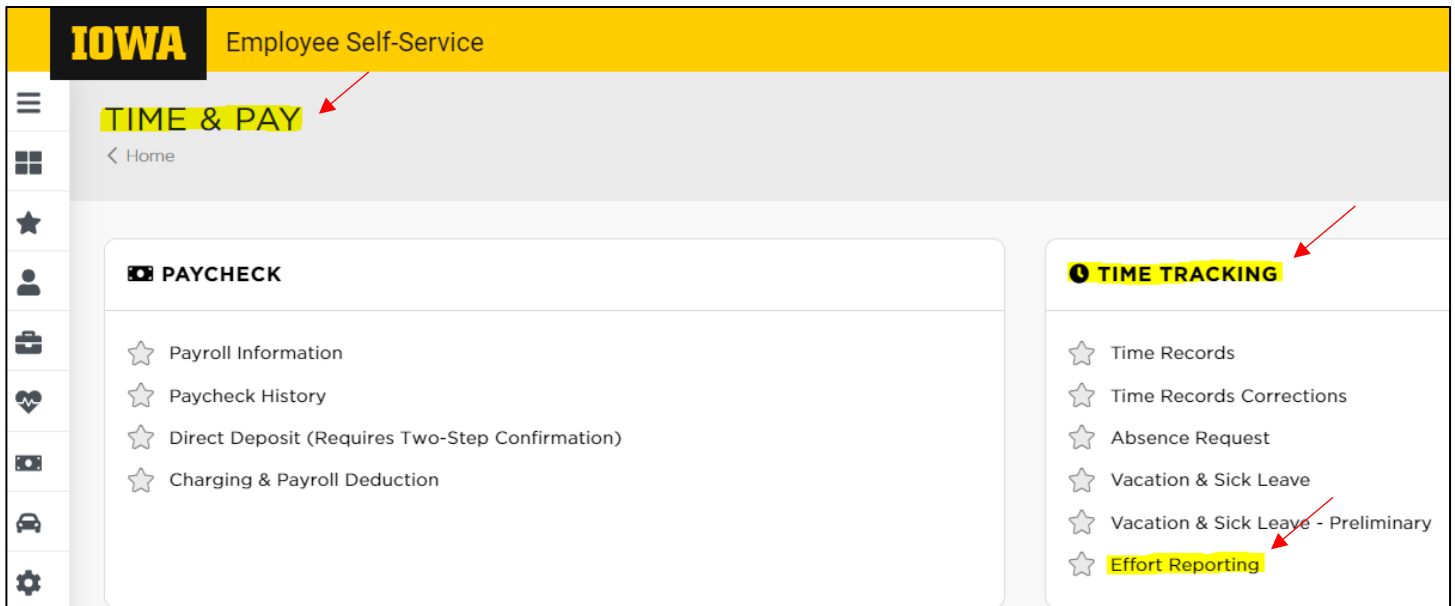 IOWA Employee Self-Service
TIME & PAY
Home
PAYCHECK
Payroll Information
Paycheck History
Direct Deposit (Requires Two-Step Confirmation)
Charging & Payroll Deduction
TIME TRACKING
Time Records
Time Records Corrections
Absence Request
Vacation & Sick Leave
Vacation & Sick Leave - Preliminary
Effort Reporting